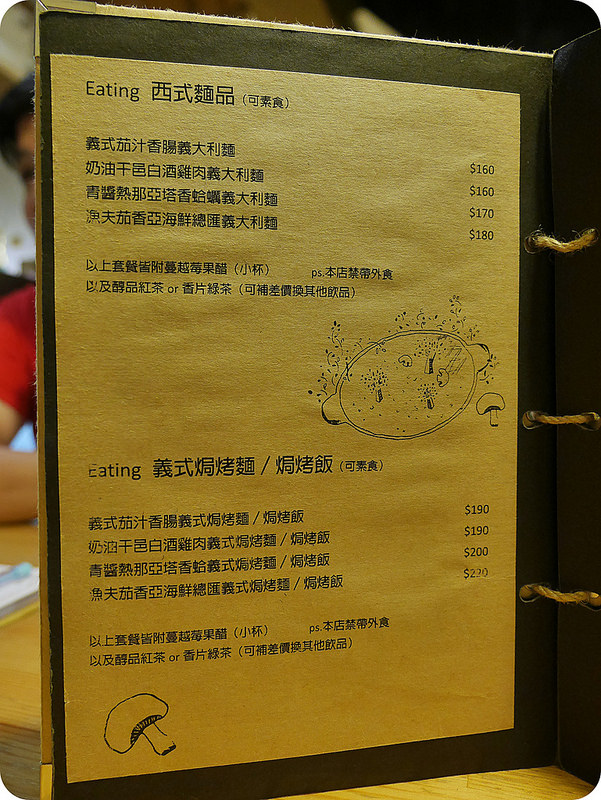 Eating 西式麵品（可素食）
義式茄汁香腸義大利麵 $160
奶油干邑白酒雞肉義大利麵 $160
青醬熱那亞塔香蛤蠣義大利麵 $170
漁夫茄香亞海鮮總匯義大利麵 $180
以上套餐皆附蔓越莓果醋（小杯） ps.本店禁帶外食
以及醇品紅茶 or 香片綠茶（可補差價換其他飲品）
Eating 義式焗烤麵 / 焗烤飯（可素食）
義式茄汁香腸義式焗烤麵 / 焗烤飯 $190
奶油干邑白酒雞肉義式焗烤麵 / 焗烤飯 $190
青醬熱那亞塔香蛤義式焗烤麵 / 焗烤飯 $200
漁夫茄香亞海鮮總匯義式焗烤麵 / 焗烤飯 $220
以上套餐皆附蔓越莓果醋（小杯） ps.本店禁帶外食
以及醇品紅茶 or 香片綠茶（可補差價換其他飲品）